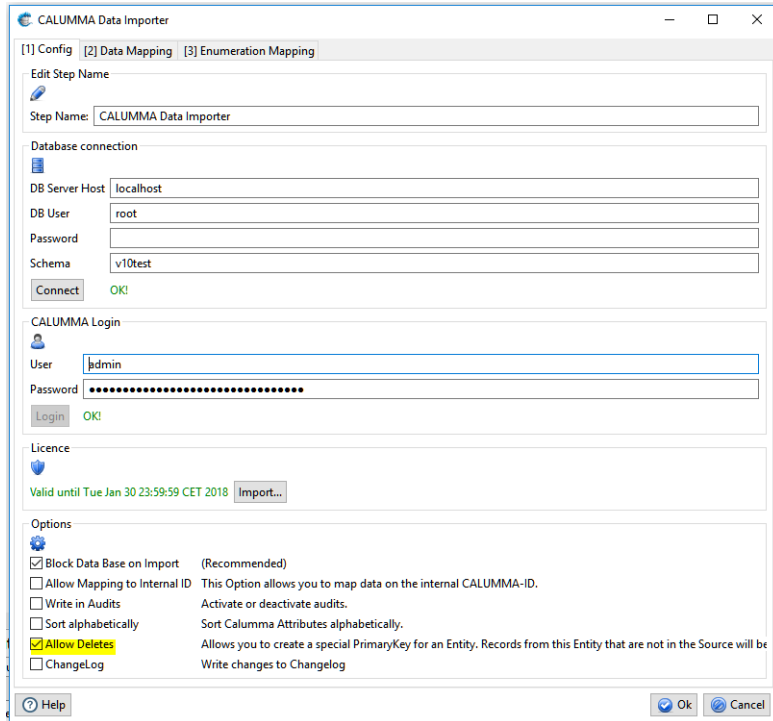 CALUMMA Data Importer
[1] Config [2] Data Mapping [3] Enumeration Mapping
Edit Step Name
Step Name: CALUMMA Data Importer
Database connection
DB Server Host localhost
DB User root
Password
Schema v10test
Connect OK!
CALUMMA Login
User admin
Password ••••••••••••••••••••••••••••••••
Login OK!
Licence
Valid until Tue Jan 30 23:59:59 CET 2018 Import...
Options
Block Data Base on Import (Recommended)
Allow Mapping to Internal ID This Option allows you to map data on the internal CALUMMA-ID.
Write in Audits Activate or deactivate audits.
Sort alphabetically Sort Calumma Attributes alphabetically.
Allow Deletes Allows you to create a special PrimaryKey for an Entity. Records from this Entity that are not in the Source will be
ChangeLog Write changes to Changelog
Help Ok Cancel